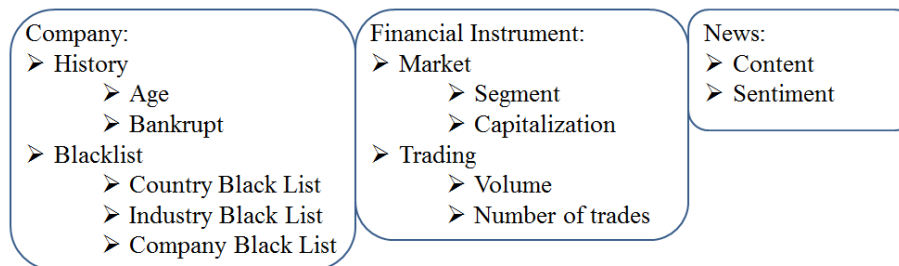 Company:
➢ History
➢ Age
➢ Bankrupt
➢ Blacklist
➢ Country Black List
➢ Industry Black List
➢ Company Black List
Financial Instrument:
➢ Market
➢ Segment
➢ Capitalization
➢ Trading
➢ Volume
➢ Number of trades
News:
➢ Content
➢ Sentiment